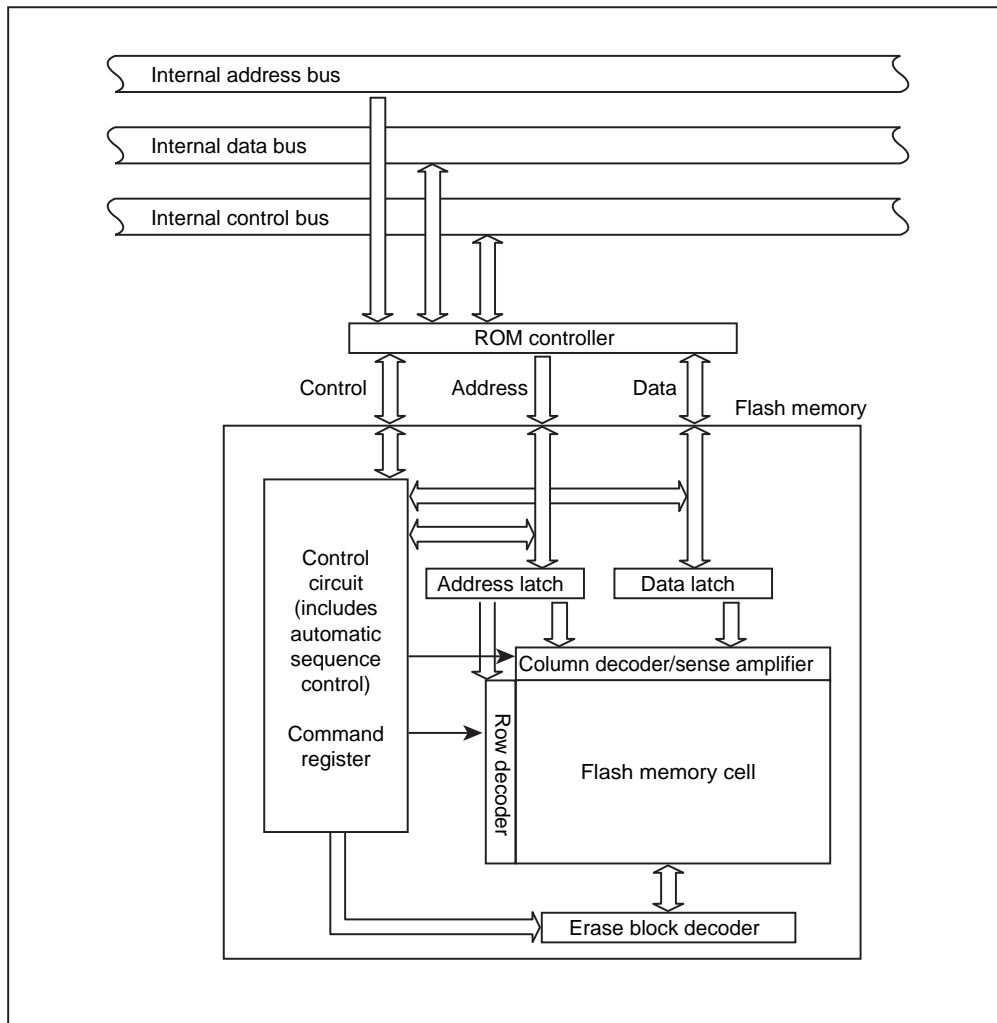 Internal address bus
Internal data bus
Internal control bus
ROM controller
Control
Address
Data
Flash memory
Control
circuit
(includes
automatic
sequence
control)
Command
register
Address latch
Data latch
Column decoder/sense amplifier
Row decoder
Flash memory cell
Erase block decoder